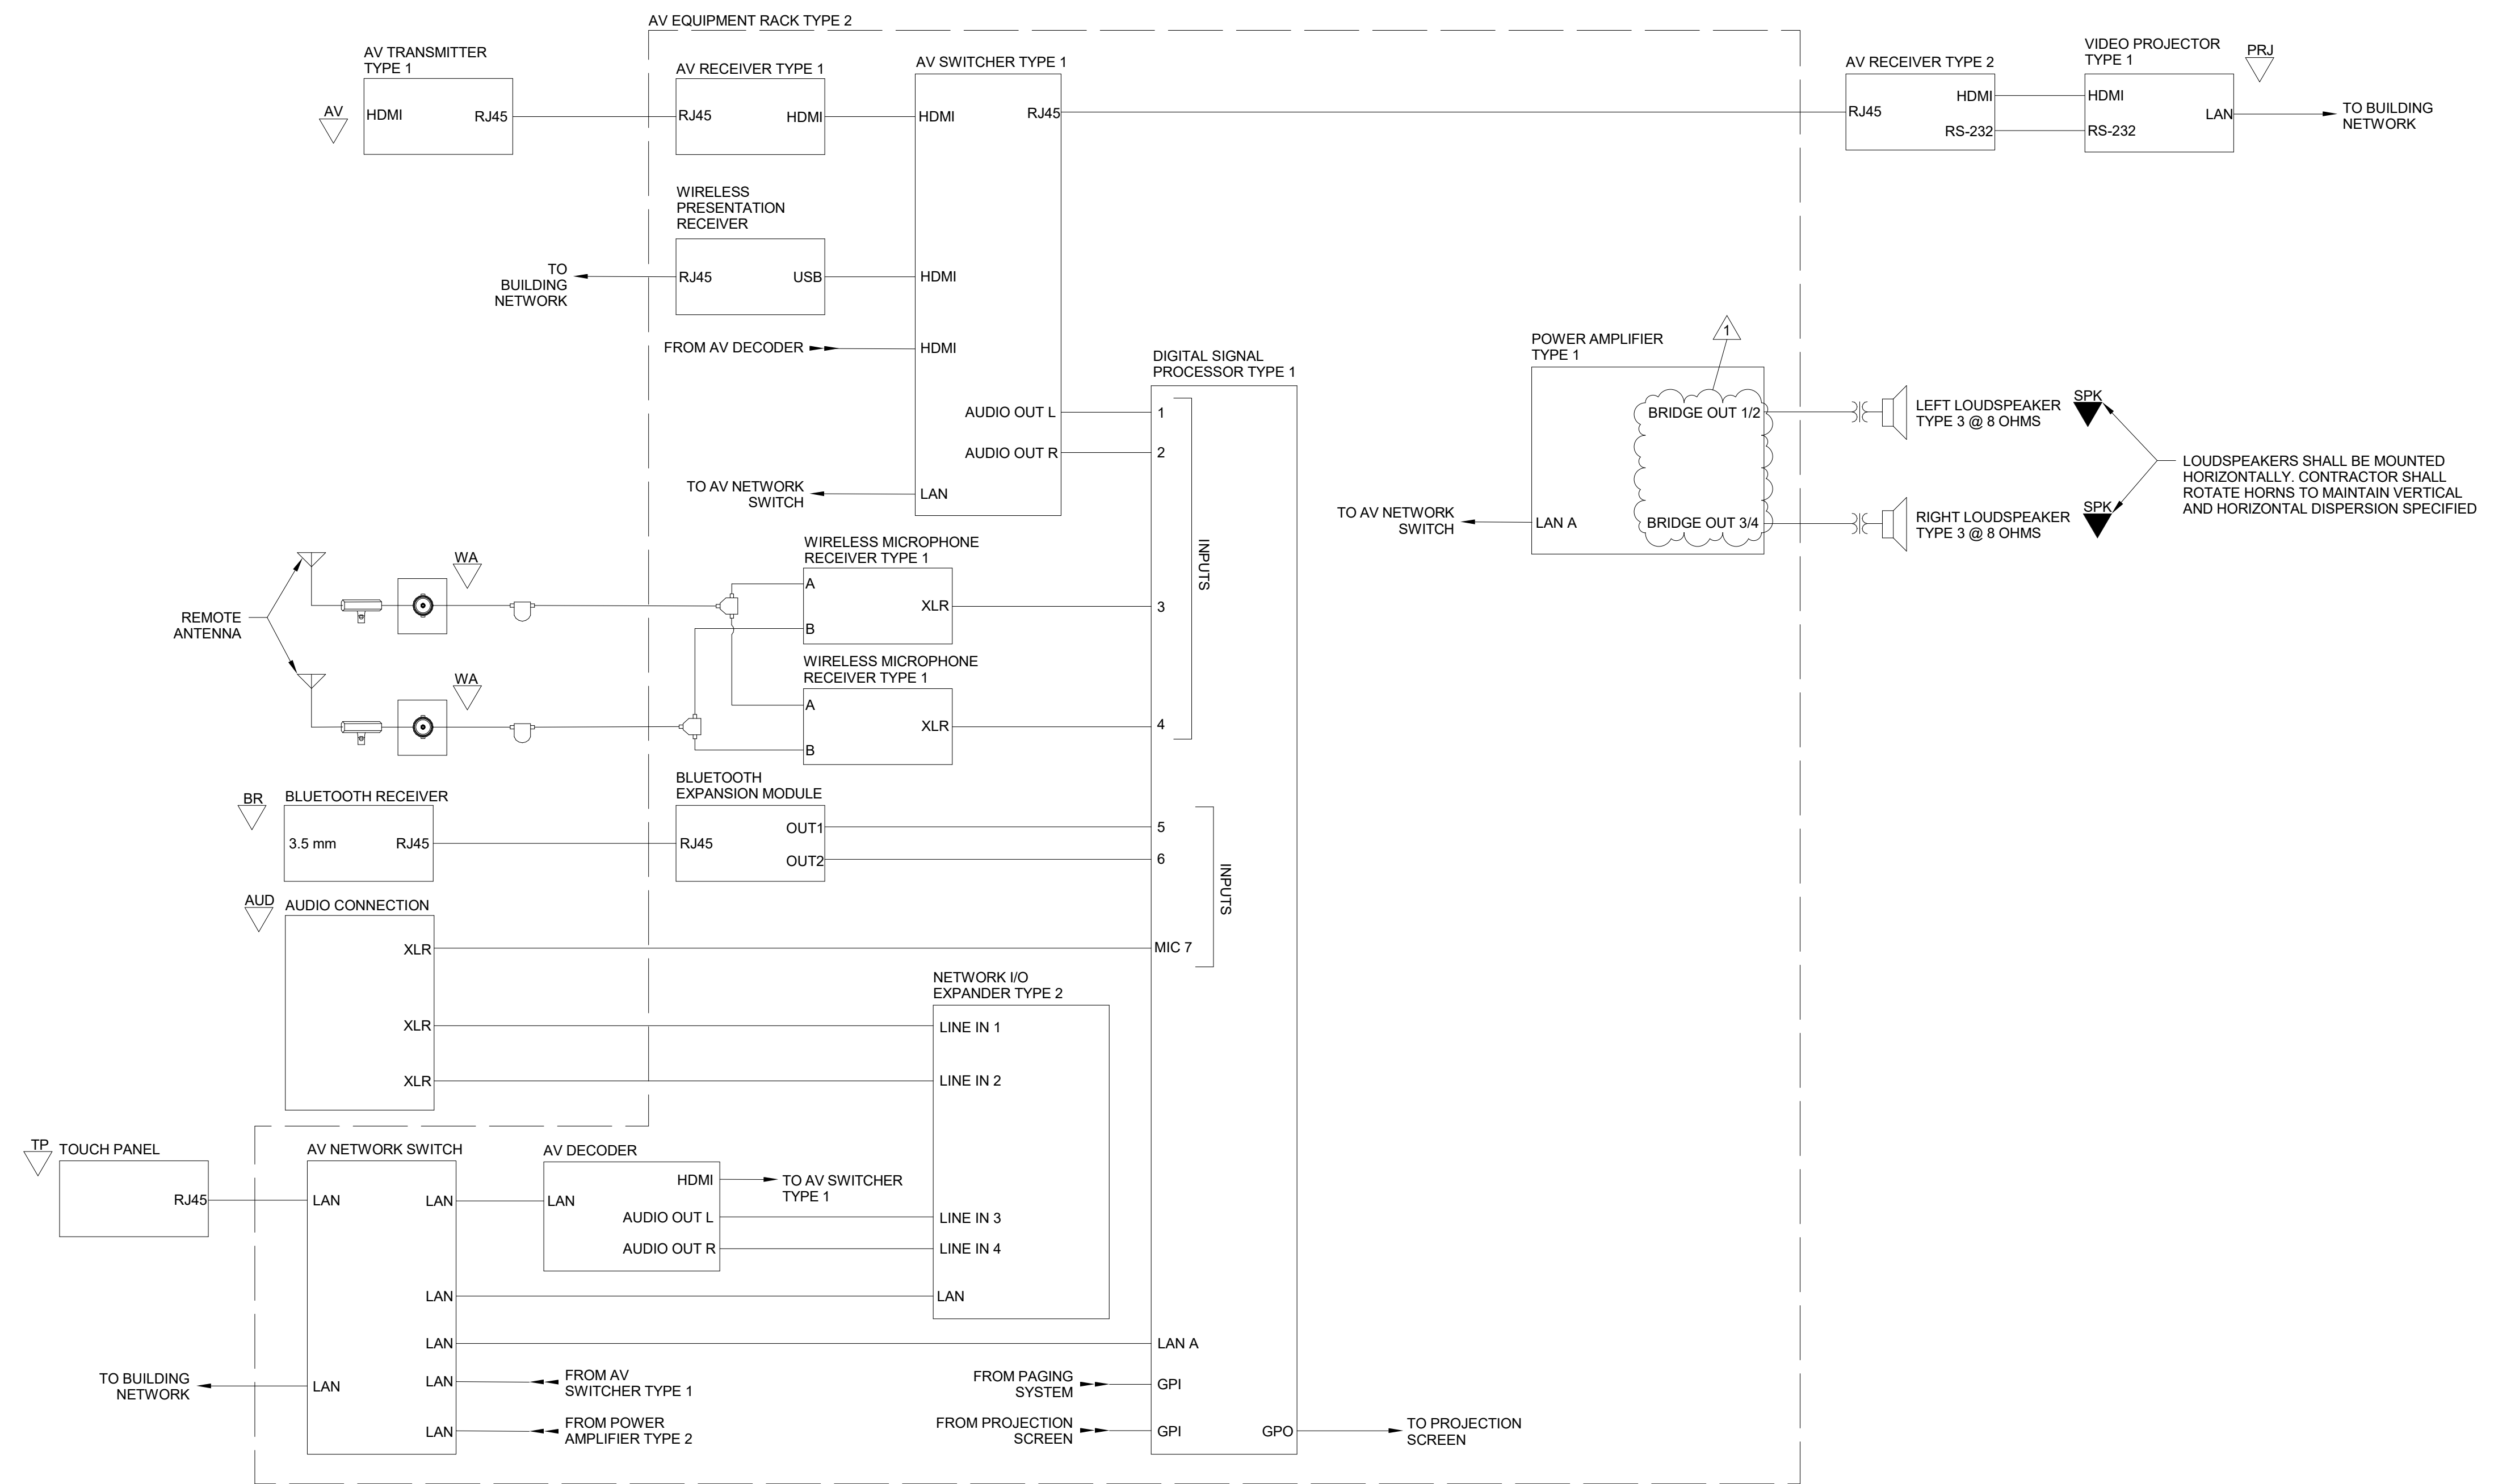 AV EQUIPMENT RACK TYPE 2
AV TRANSMITTER
TYPE 1
AV
HDMI
RJ45
AV RECEIVER TYPE 1
RJ45
HDMI
AV SWITCHER TYPE 1
HDMI
RJ45
HDMI
HDMI
AUDIO OUT L
AUDIO OUT R
LAN
AV RECEIVER TYPE 2
RJ45
HDMI
RS-232
VIDEO PROJECTOR
TYPE 1
PRJ
HDMI
RS-232
LAN
TO BUILDING
NETWORK
WIRELESS
PRESENTATION
RECEIVER
RJ45
USB
TO
BUILDING
NETWORK
FROM AV DECODER
TO AV NETWORK
SWITCH
DIGITAL SIGNAL
PROCESSOR TYPE 1
1
2
3
4
INPUTS
5
6
MIC 7
INPUTS
LAN A
GPI
GPI
GPO
POWER AMPLIFIER
TYPE 1
1
BRIDGE OUT 1/2
BRIDGE OUT 3/4
LAN A
TO AV NETWORK
SWITCH
LEFT LOUDSPEAKER
TYPE 3 @ 8 OHMS
SPK
RIGHT LOUDSPEAKER
TYPE 3 @ 8 OHMS
SPK
LOUDSPEAKERS SHALL BE MOUNTED
HORIZONTALLY. CONTRACTOR SHALL
ROTATE HORNS TO MAINTAIN VERTICAL
AND HORIZONTAL DISPERSION SPECIFIED
REMOTE
ANTENNA
WA
WA
WIRELESS MICROPHONE
RECEIVER TYPE 1
A
B
XLR
WIRELESS MICROPHONE
RECEIVER TYPE 1
A
B
XLR
BR
BLUETOOTH RECEIVER
3.5 mm
RJ45
BLUETOOTH
EXPANSION MODULE
RJ45
OUT1
OUT2
AUD
AUDIO CONNECTION
XLR
XLR
XLR
NETWORK I/O
EXPANDER TYPE 2
LINE IN 1
LINE IN 2
LINE IN 3
LINE IN 4
LAN
TP
TOUCH PANEL
RJ45
AV NETWORK SWITCH
LAN
LAN
LAN
LAN
LAN
LAN
LAN
TO BUILDING
NETWORK
AV DECODER
LAN
HDMI
AUDIO OUT L
AUDIO OUT R
TO AV SWITCHER
TYPE 1
FROM AV
SWITCHER TYPE 1
FROM POWER
AMPLIFIER TYPE 2
FROM PAGING
SYSTEM
FROM PROJECTION
SCREEN
TO PROJECTION
SCREEN